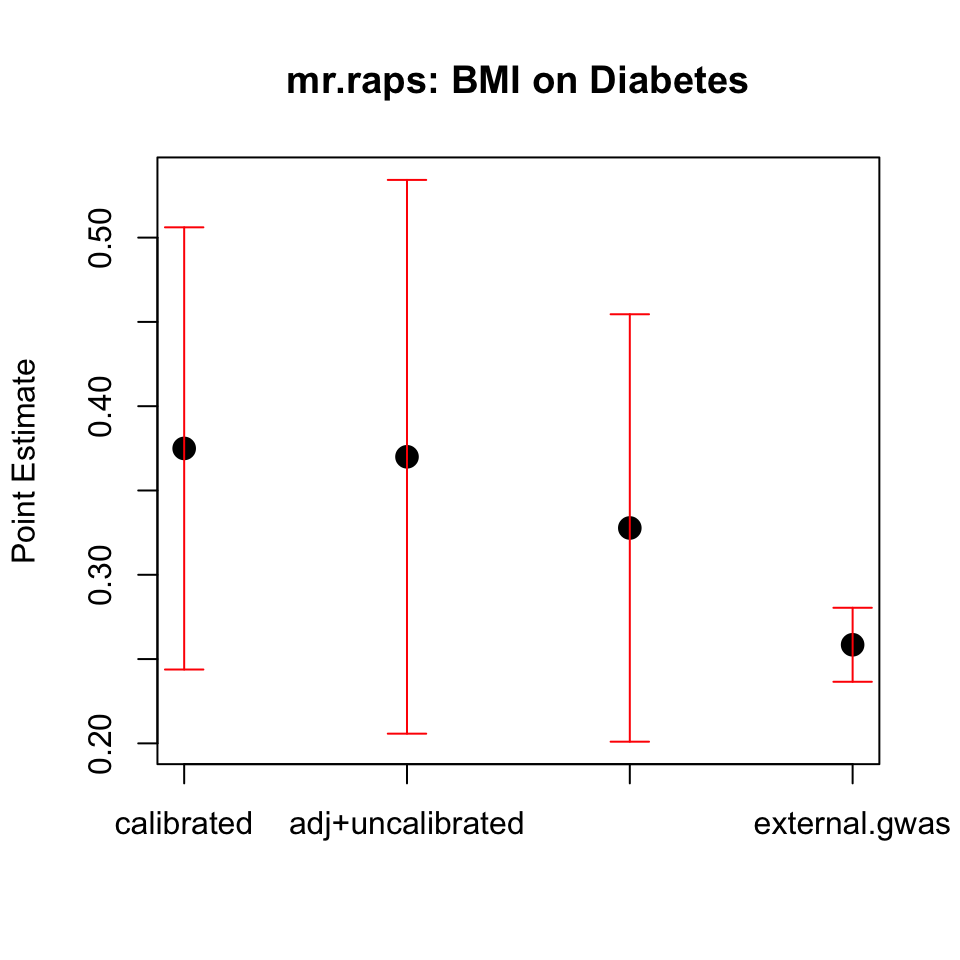 mr.raps: BMI on Diabetes
Point Estimate
0.50
0.40
0.30
0.20
calibrated adj+uncalibrated external.gwas